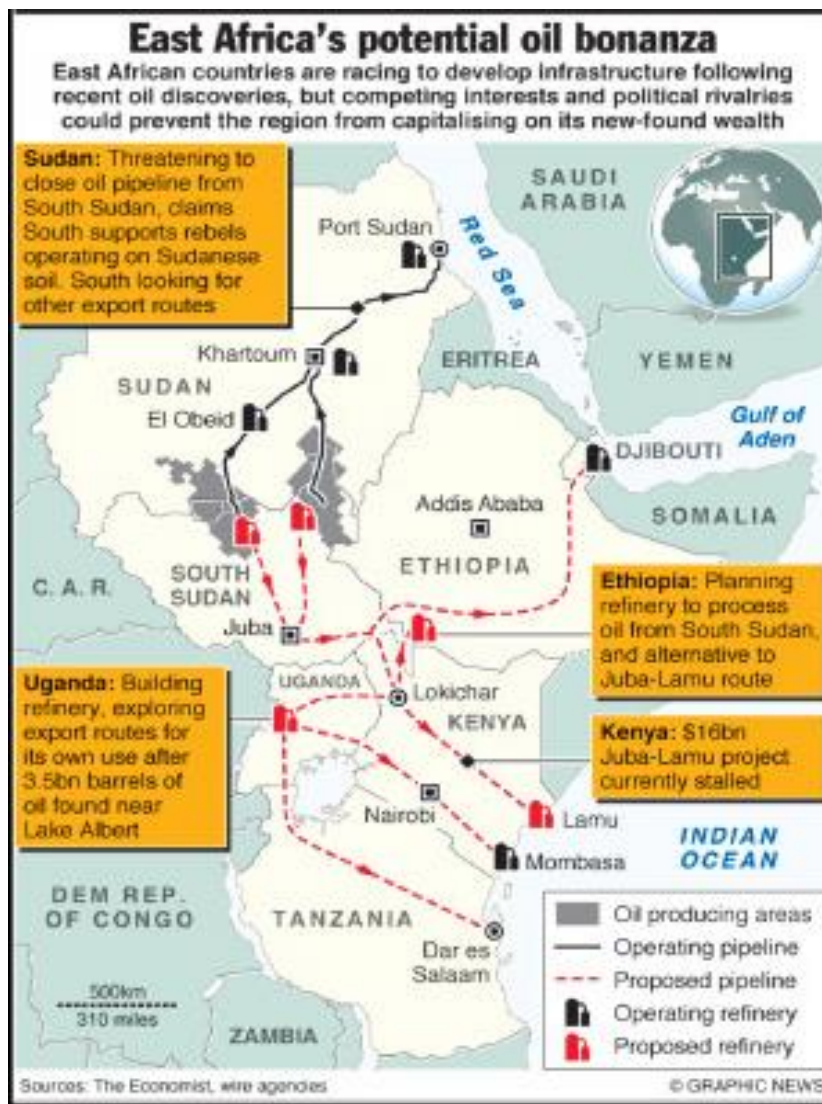 East Africa's potential oil bonanza
East African countries are racing to develop infrastructure following
recent oil discoveries, but competing interests and political rivalries
could prevent the region from capitalising on its new-found wealth
Sudan: Threatening to
close oil pipeline from
South Sudan, claims
South supports rebels
operating on Sudanese
soil. South looking for
other export routes
SAUDI
ARABIA
Port Sudan
Red Sea
Khartoum
ERITREA
YEMEN
SUDAN
El Obeid
Gulf of
Aden
DJIBOUTI
Addis Ababa
SOMALIA
ETHIOPIA
C. A. R.
SOUTH
SUDAN
Juba
Ethiopia: Planning
refinery to process
oil from South Sudan,
and alternative to
Juba-Lamu route
Uganda: Building
refinery, exploring
export routes for
its own use after
3.5bn barrels of
oil found near
Lake Albert
UGANDA
Lokichar
KENYA
Kenya: $16bn
Juba-Lamu project
currently stalled
Nairobi
Lamu
Mombasa
INDIAN
OCEAN
DEM REP.
OF CONGO
TANZANIA
Dar es
Salaam
500km
310 miles
ZAMBIA
Oil producing areas
Operating pipeline
Proposed pipeline
Operating refinery
Proposed refinery
Sources: The Economist, wire agencies
© GRAPHIC NEWS